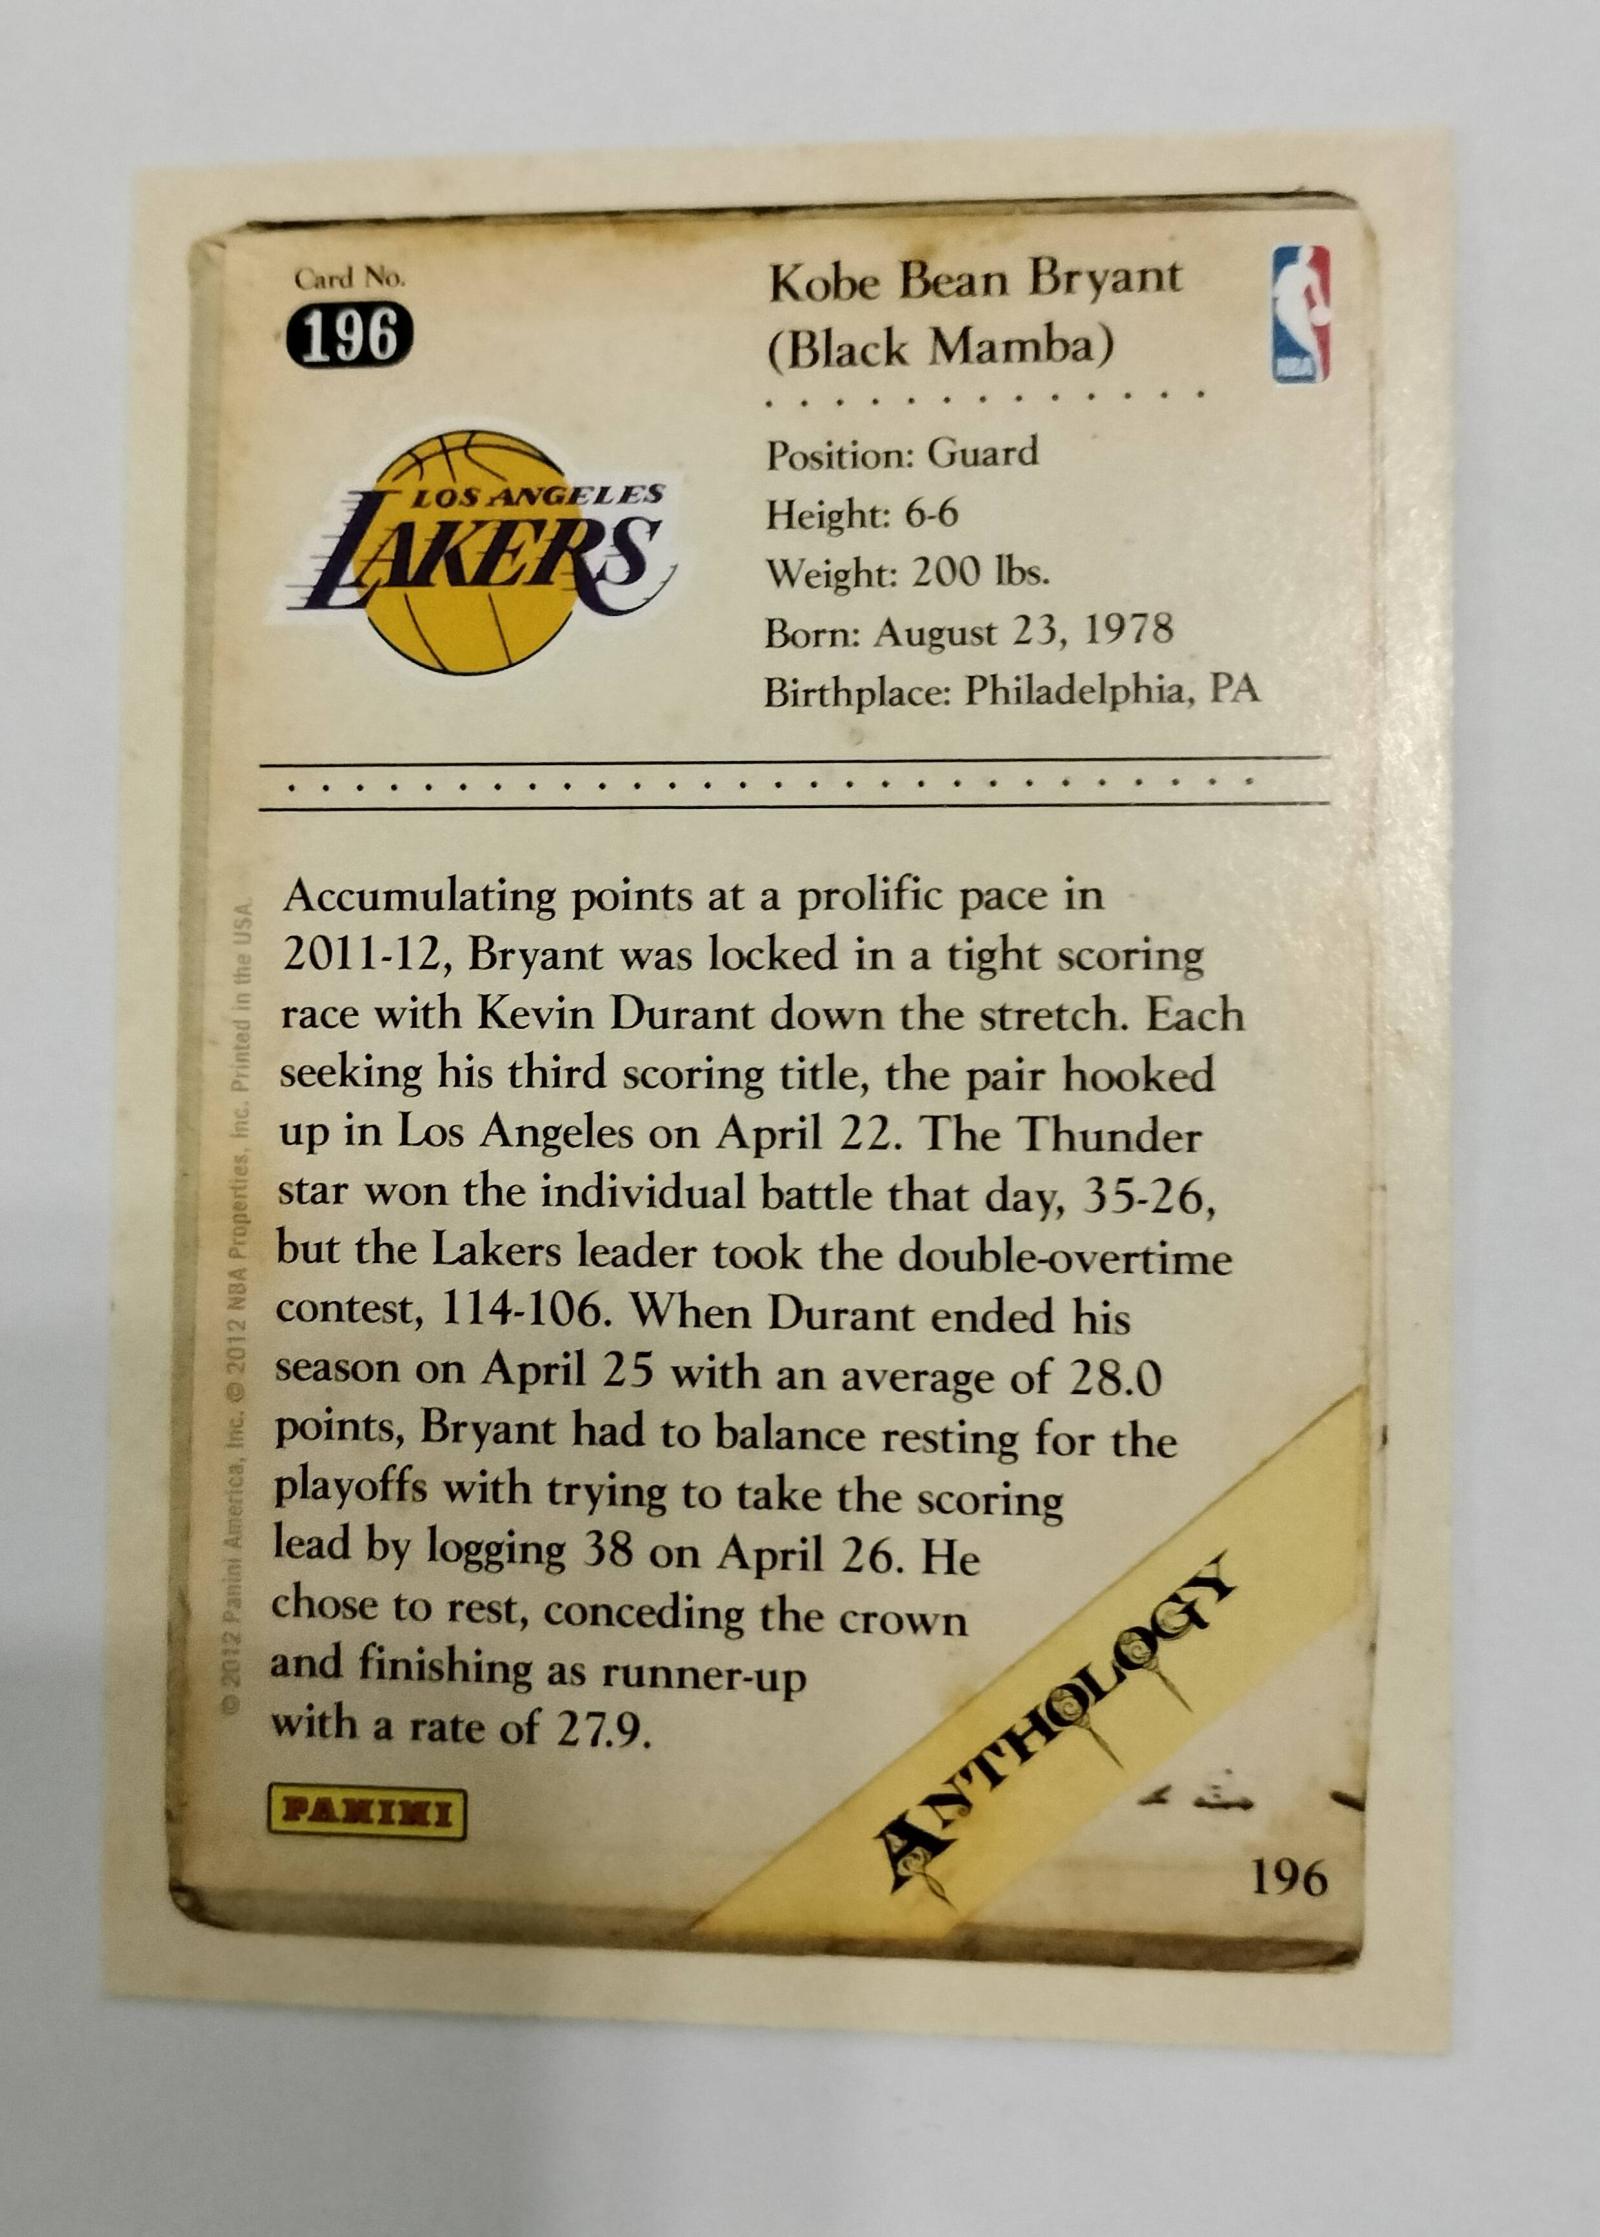 Card No.
196
Kobe Bean Bryant
(Black Mamba)
NBA
LOS ANGELES
LAKERS
Position: Guard
Height: 6-6
Weight: 200 lbs.
Born: August 23, 1978
Birthplace: Philadelphia, PA
Accumulating points at a prolific pace in
2011-12, Bryant was locked in a tight scoring
race with Kevin Durant down the stretch. Each
seeking his third scoring title, the pair hooked
up in Los Angeles on April 22. The Thunder
star won the individual battle that day, 35-26,
but the Lakers leader took the double-overtime
contest, 114-106. When Durant ended his
season on April 25 with an average of 28.0
points, Bryant had to balance resting for the
playoffs with trying to take the scoring
lead by logging 38 on April 26. He
chose to rest, conceding the crown
and finishing as runner-up
with a rate of 27.9.
© 2012 Panini America, Inc. © 2012 NBA Properties, Inc. Printed in the USA.
PANINI
ANTHOLOGY
196